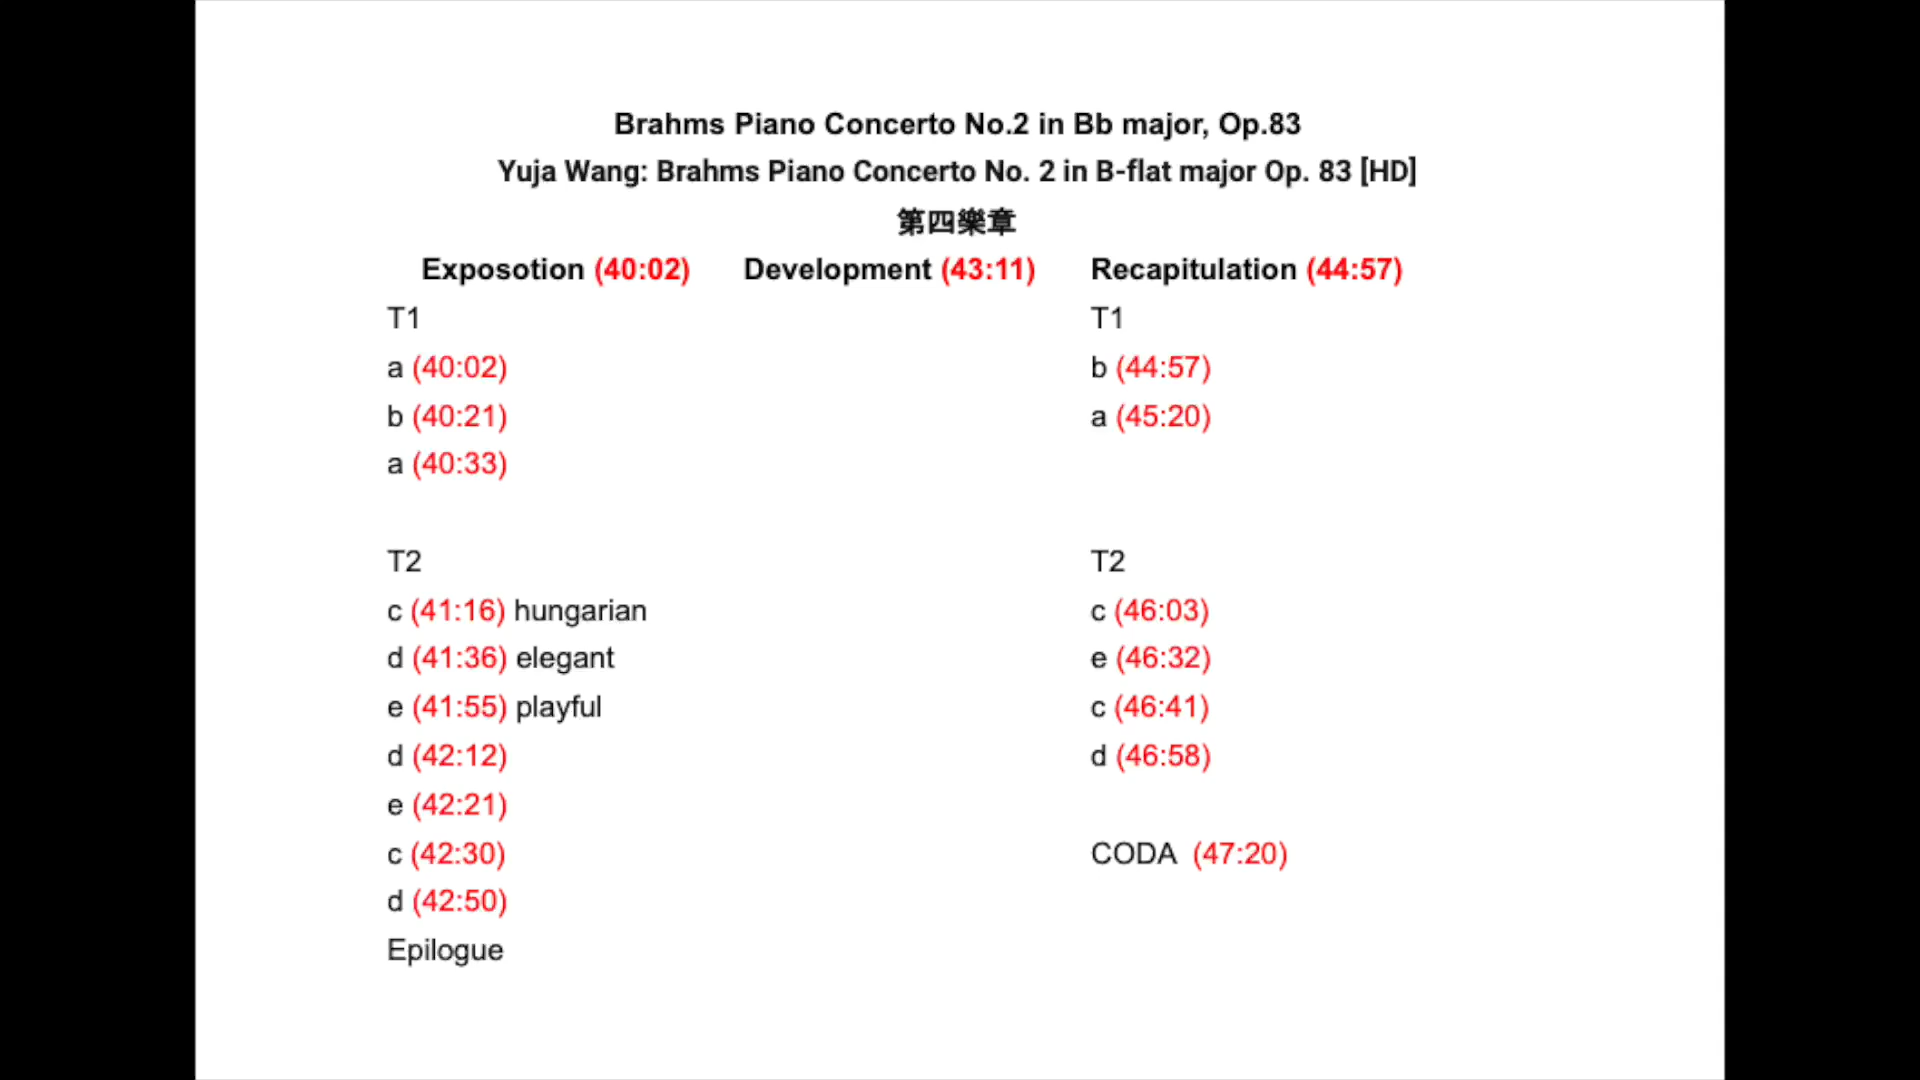 Brahms Piano Concerto No.2 in Bb major, Op.83
Yuja Wang: Brahms Piano Concerto No. 2 in B-flat major Op. 83 [HD]
第四樂章
Exposotion (40:02) Development (43:11) Recapitulation (44:57)
T1
a (40:02)
b (40:21)
a (40:33)
T2
c (41:16) hungarian
d (41:36) elegant
e (41:55) playful
d (42:12)
e (42:21)
c (42:30)
d (42:50)
Epilogue
T1
b (44:57)
a (45:20)
T2
c (46:03)
e (46:32)
c (46:41)
d (46:58)
CODA (47:20)